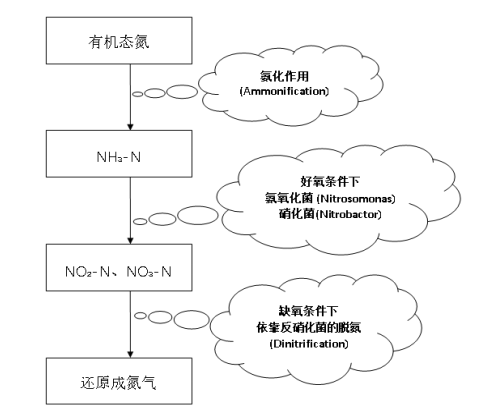 有机态氮
氨化作用
(Ammonification)
NH₃-N
好氧条件下
氨氧化菌 (Nitrosomonas)
硝化菌(Nitrobactor)
NO₂-N、NO₃-N
缺氧条件下
依靠反硝化菌的脱氮
(Dinitrification)
还原成氮气